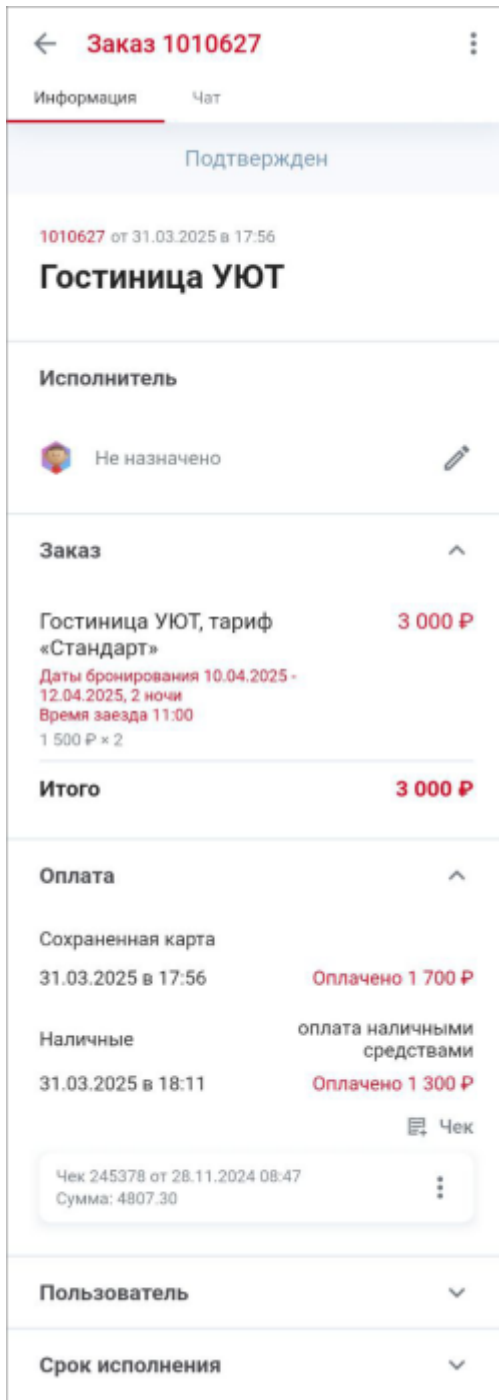 Заказ 1010627
Информация Чат
Подтвержден
1010627 от 31.03.2025 в 17:56
Гостиница УЮТ
Исполнитель
Не назначено
Заказ
Гостиница УЮТ, тариф 3 000 ₽
«Стандарт»
Даты бронирования 10.04.2025 -
12.04.2025, 2 ночи
Время заезда 11:00
1 500 ₽ × 2
Итого 3 000 ₽
Оплата
Сохраненная карта
31.03.2025 в 17:56 Оплачено 1 700 ₽
Наличные оплата наличными
средствами
31.03.2025 в 18:11 Оплачено 1 300 ₽
Чек
Чек 245378 от 28.11.2024 08:47
Сумма: 4807.30
Пользователь
Срок исполнения